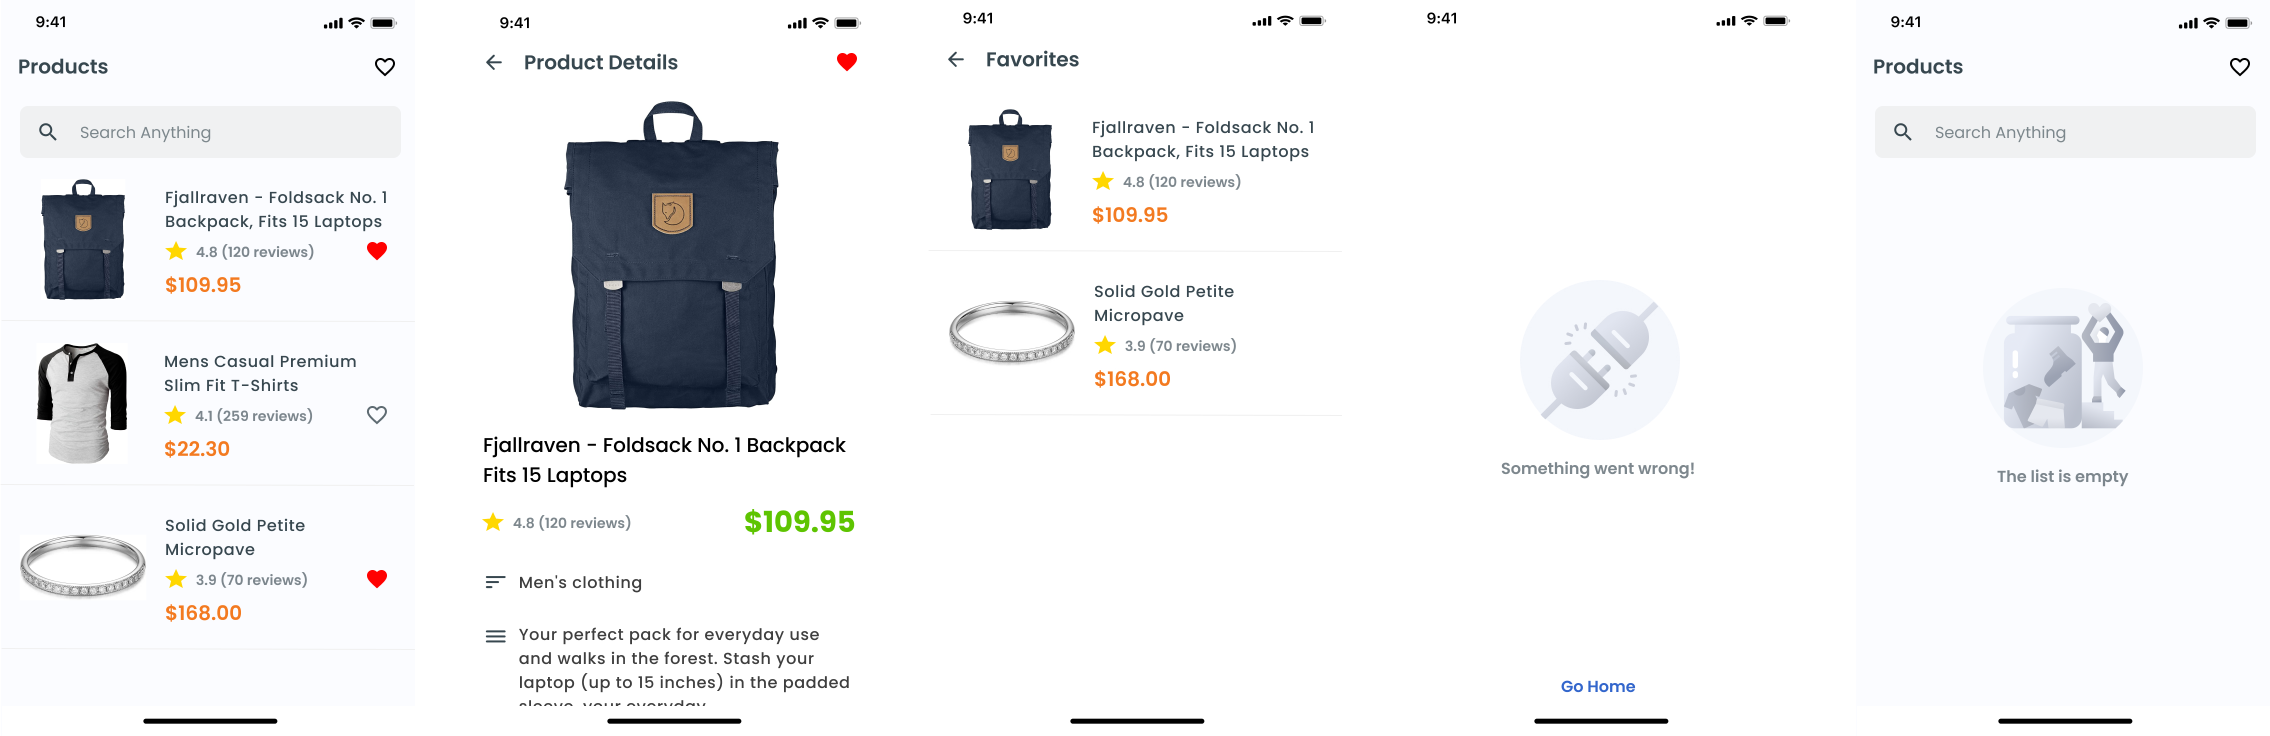 9:41
Products
Search Anything
Fjallraven - Foldsack No. 1
Backpack, Fits 15 Laptops
4.8 (120 reviews)
$109.95
Mens Casual Premium
Slim Fit T-Shirts
4.1 (259 reviews)
$22.30
Solid Gold Petite
Micropave
3.9 (70 reviews)
$168.00
9:41
Product Details
Fjallraven - Foldsack No. 1 Backpack
Fits 15 Laptops
4.8 (120 reviews)
$109.95
Men's clothing
Your perfect pack for everyday use
and walks in the forest. Stash your
laptop (up to 15 inches) in the padded
sleeve, your everyday
9:41
Favorites
Fjallraven - Foldsack No. 1
Backpack, Fits 15 Laptops
4.8 (120 reviews)
$109.95
Solid Gold Petite
Micropave
3.9 (70 reviews)
$168.00
9:41
Something went wrong!
Go Home
9:41
Products
Search Anything
The list is empty